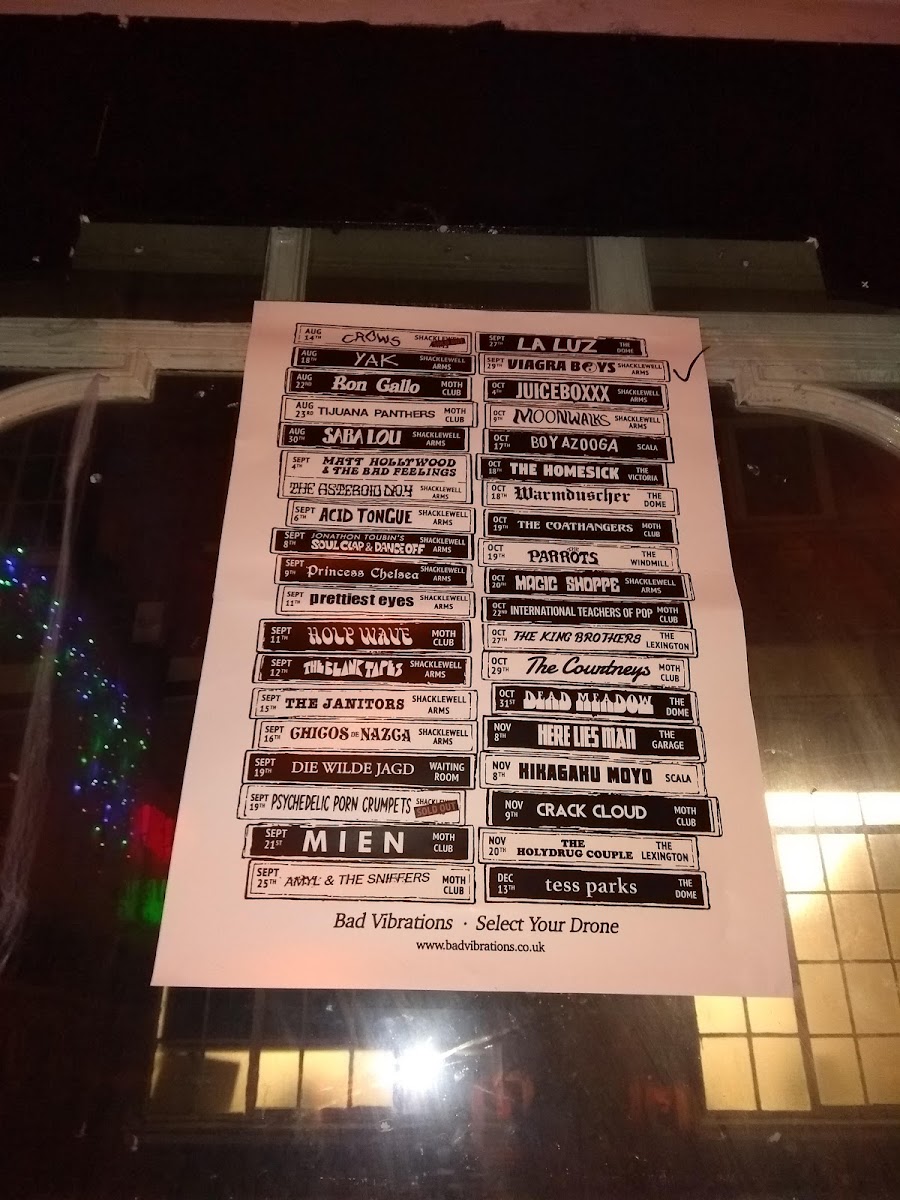 AUG 14TH CROWS SHACKLEWELL ARMS
AUG 18TH YAK SHACKLEWELL ARMS
AUG 22ND Ron Gallo MOTH CLUB
AUG 23RD TIJUANA PANTHERS MOTH CLUB
AUG 30TH SABA LOU SHACKLEWELL ARMS
SEPT 4TH MATT HOLLYWOOD & THE BAD FEELINGS
THE ASTEROID NO.4 SHACKLEWELL ARMS
SEPT 6TH ACID TONGUE SHACKLEWELL ARMS
SEPT 8TH JONATHON TOUBIN'S SOUL CLAP & DANCE OFF SHACKLEWELL ARMS
SEPT 9TH Princess Chelsea SHACKLEWELL ARMS
SEPT 11TH prettiest eyes SHACKLEWELL ARMS
SEPT 11TH HOLY WAVE MOTH CLUB
SEPT 12TH THE BLANK TAPES SHACKLEWELL ARMS
SEPT 15TH THE JANITORS SHACKLEWELL ARMS
SEPT 16TH CHICOS DE NAZCA SHACKLEWELL ARMS
SEPT 19TH DIE WILDE JAGD WAITING ROOM
SEPT 19TH PSYCHEDELIC PORN CRUMPETS SOLD OUT
SEPT 21ST MIEN MOTH CLUB
SEPT 25TH AMYL & THE SNIFFERS MOTH CLUB
SEPT 27TH LA LUZ THE DOME
SEPT 29TH VIAGRA BOYS SHACKLEWELL ARMS
OCT 4TH JUICEBOXXX SHACKLEWELL ARMS
OCT 9TH MOONWALKS SHACKLEWELL ARMS
OCT 17TH BOY AZOOGA SCALA
OCT 18TH THE HOMESICK THE VICTORIA
OCT 18TH Warmduscher THE DOME
OCT 19TH THE COATHANGERS MOTH CLUB
OCT 19TH THE PARROTS THE WINDMILL
OCT 20TH MAGIC SHOPPE SHACKLEWELL ARMS
OCT 22ND INTERNATIONAL TEACHERS OF POP MOTH CLUB
OCT 27TH THE KING BROTHERS THE LEXINGTON
OCT 29TH The Courtneys MOTH CLUB
OCT 31ST DEAD MEADOW THE DOME
NOV 8TH HERE LIES MAN THE GARAGE
NOV 8TH KIKAGAKU MOYO SCALA
NOV 9TH CRACK CLOUD MOTH CLUB
NOV 20TH THE HOLYDRUG COUPLE THE LEXINGTON
DEC 13TH tess parks THE DOME
Bad Vibrations · Select Your Drone
www.badvibrations.co.uk